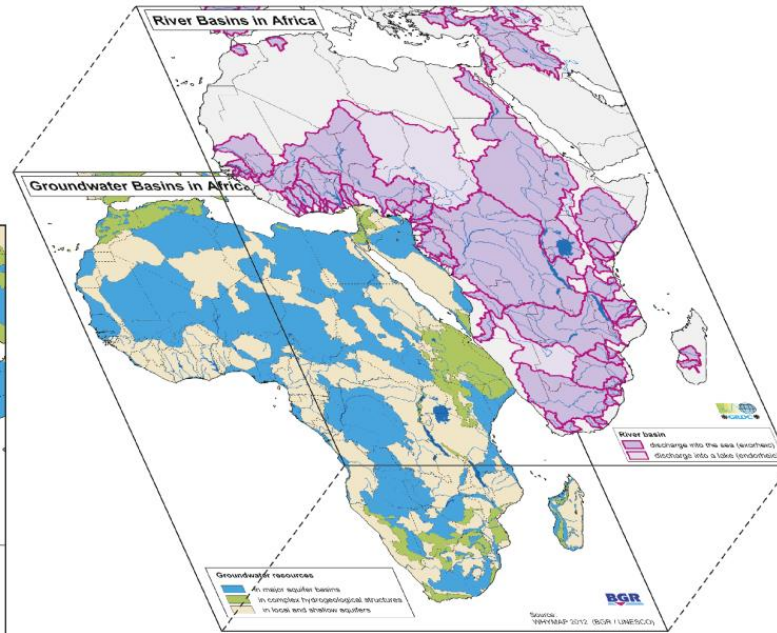 River Basins in Africa
Groundwater Basins in Africa
GRDC
River basin
discharge into the sea (exorheic)
discharge into a lake (endorheic)
Groundwater resources
in major equifer basins
in complex hydrogeological structures
in local and shallow equifers
BGR
Source:
WHYMAP 2012 (BGR / UNESCO)